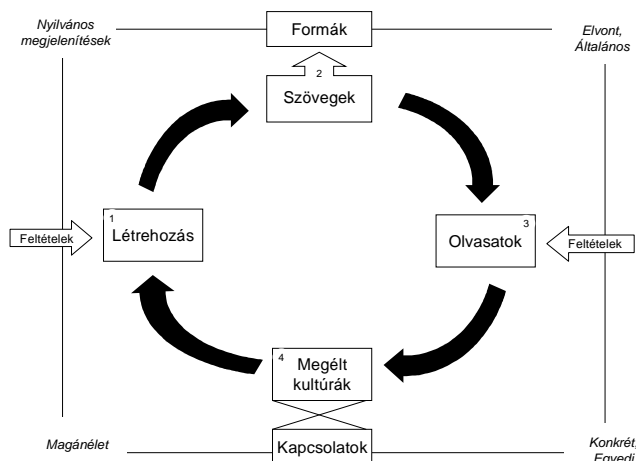 Nyilvános
megjelenítések
Formák
Elvont,
Általános
2
Szövegek
1
Létrehozás
3
Olvasatok
Feltételek
Feltételek
4
Megélt
kultúrák
Magánélet
Kapcsolatok
Konkrét,
Egyedi